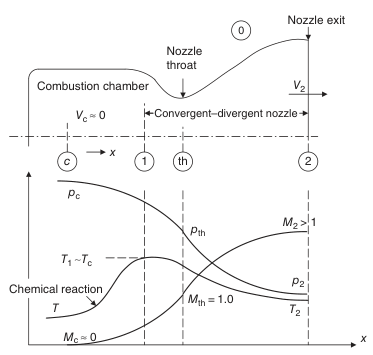 Nozzle exit
0
Nozzle
throat
Combustion chamber
V2
Vc ≈ 0
Convergent–divergent nozzle
x
c
1
th
2
pc
M2 > 1
pth
T1 ~ Tc
Chemical reaction
p2
T
Mth = 1.0
T2
Mc ≈ 0
x